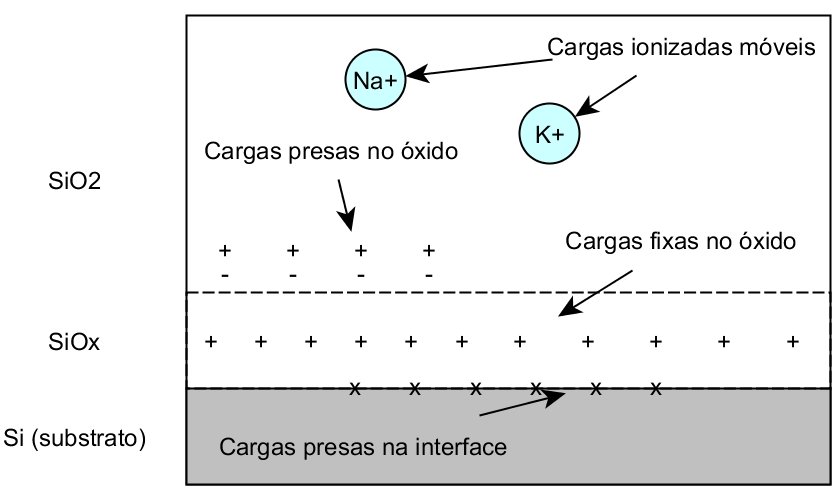 Cargas ionizadas móveis
Na+
K+
Cargas presas no óxido
SiO2
Cargas fixas no óxido
+ + + +
- - - -
SiOx
+ + + + + + + + + + +
x x x x x x
Si (substrato)
Cargas presas na interface